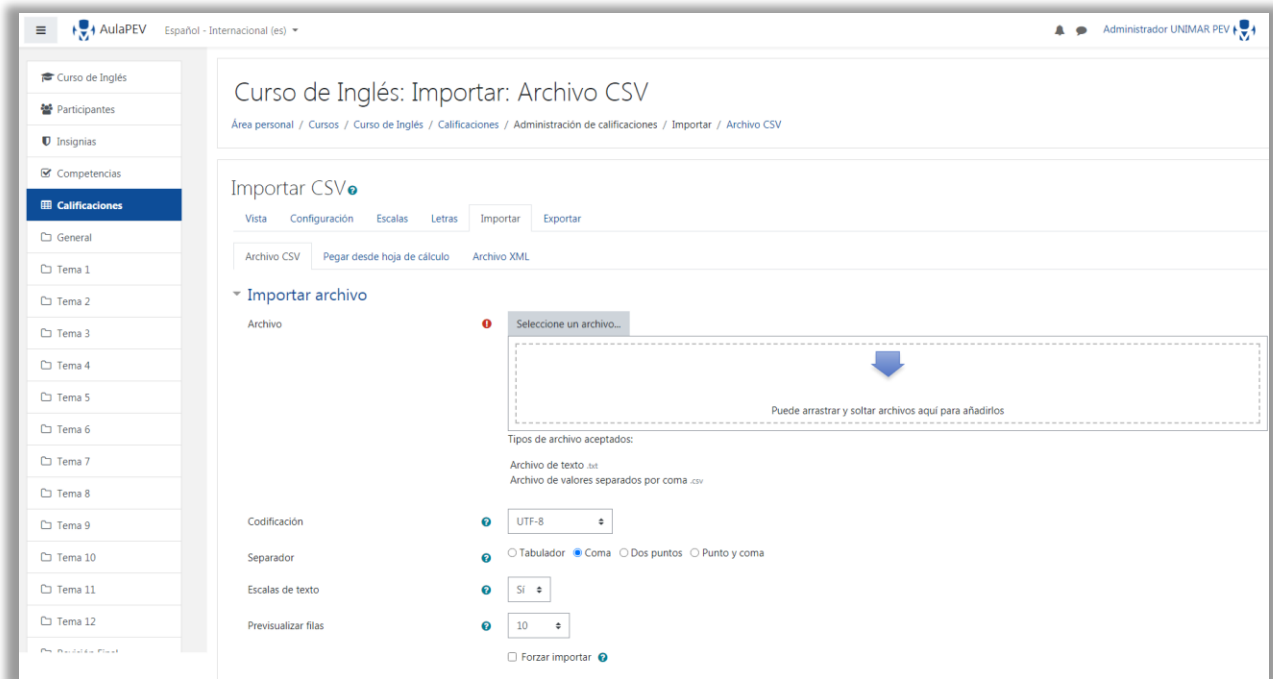 AulaPEV Español - Internacional (es)
Administrador UNIMAR PEV
Curso de Inglés
Participantes
Insignias
Competencias
Calificaciones
General
Tema 1
Tema 2
Tema 3
Tema 4
Tema 5
Tema 6
Tema 7
Tema 8
Tema 9
Tema 10
Tema 11
Tema 12
Revisión Final
Curso de Inglés: Importar: Archivo CSV
Área personal / Cursos / Curso de Inglés / Calificaciones / Administración de calificaciones / Importar / Archivo CSV
Importar CSV
Vista Configuración Escalas Letras Importar Exportar
Archivo CSV Pegar desde hoja de cálculo Archivo XML
Importar archivo
Archivo Seleccione un archivo...
Puede arrastrar y soltar archivos aquí para añadirlos
Tipos de archivo aceptados:
Archivo de texto .txt
Archivo de valores separados por coma .csv
Codificación UTF-8
Separador Tabulador Coma Dos puntos Punto y coma
Escalas de texto Sí
Previsualizar filas 10
Forzar importar